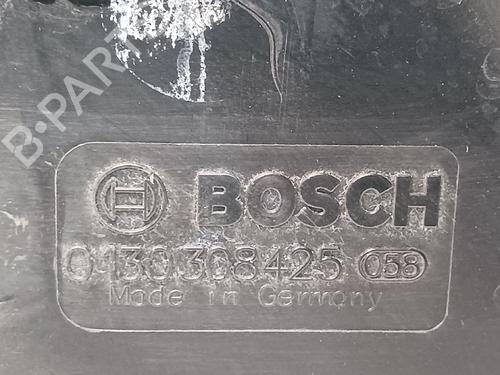 B-PARTS
BOSCH
0 130 308 425 058
Made in Germany